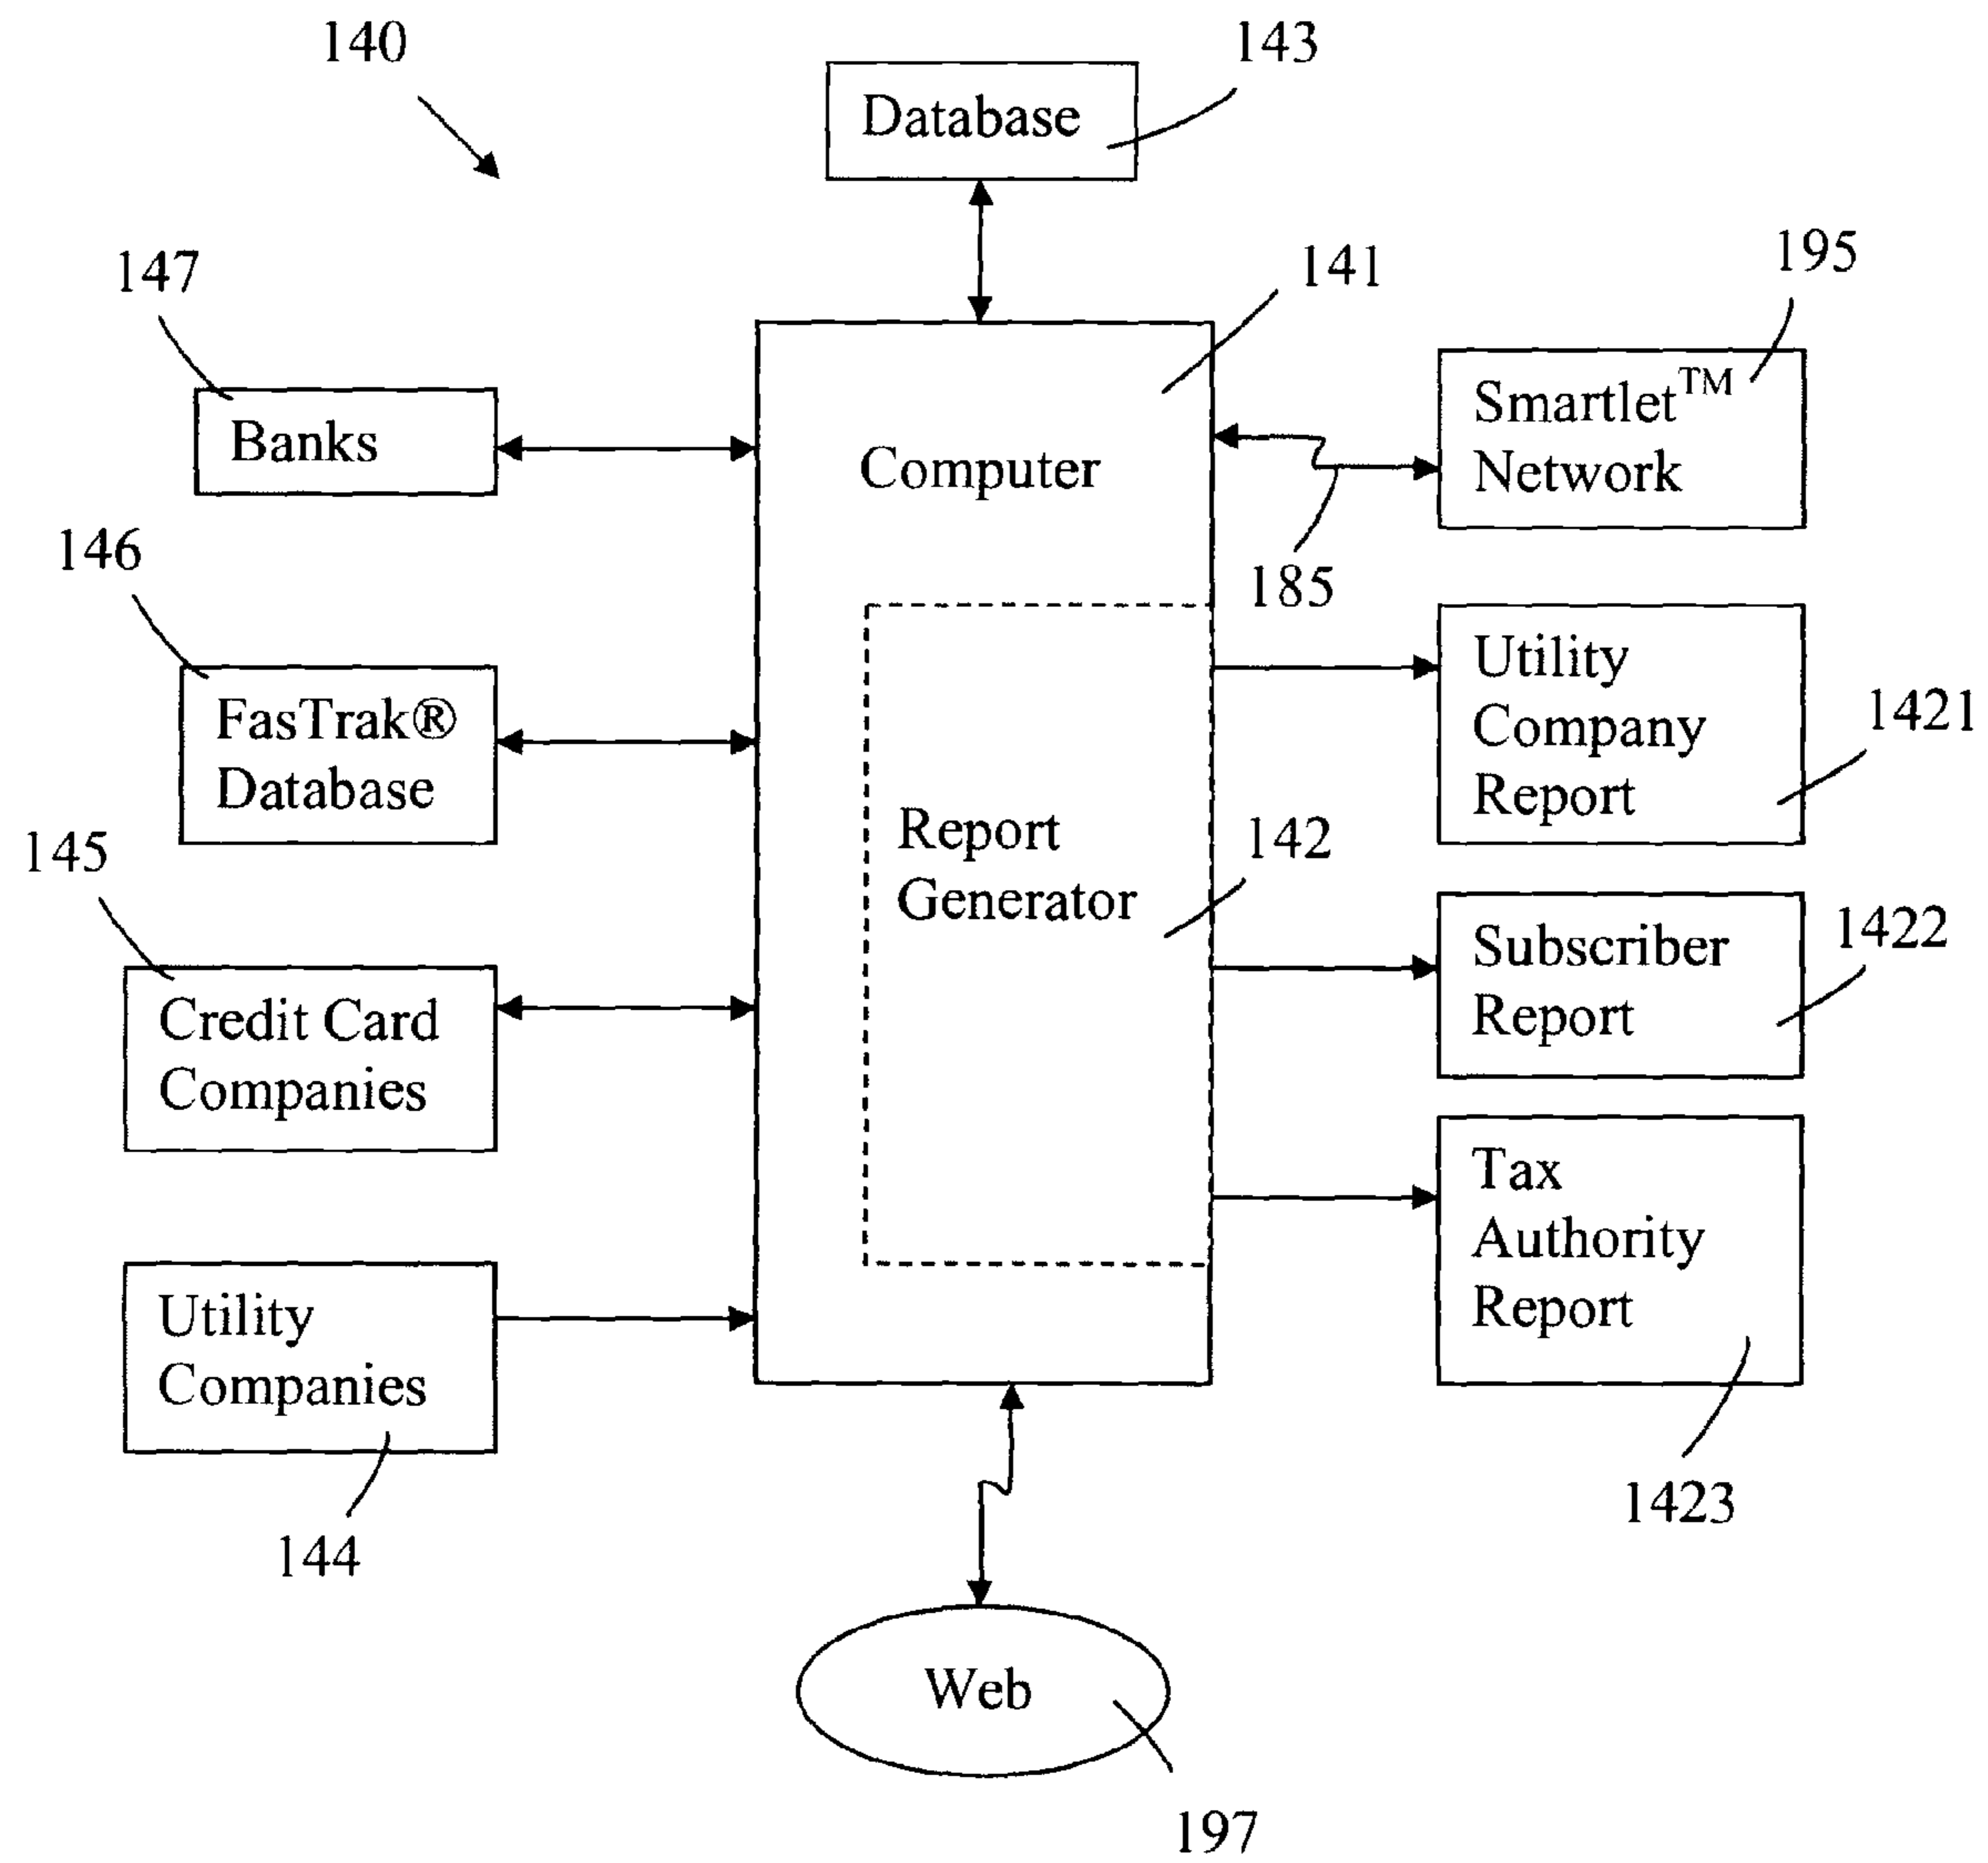 140
143
Database
147
141
195
Banks
Computer
Smartlet™
Network
146
185
FasTrak®
Database
Utility
Company
Report
1421
145
Report
Generator
142
Credit Card
Companies
Subscriber
Report
1422
Utility
Companies
Tax
Authority
Report
144
1423
Web
197